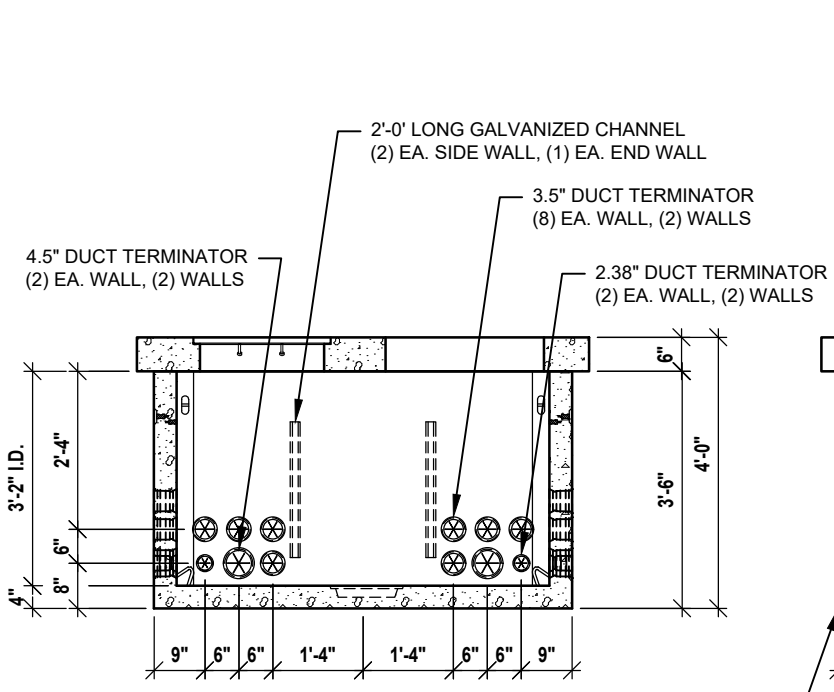 2'-0' LONG GALVANIZED CHANNEL
(2) EA. SIDE WALL, (1) EA. END WALL
3.5" DUCT TERMINATOR
(8) EA. WALL, (2) WALLS
4.5" DUCT TERMINATOR
(2) EA. WALL, (2) WALLS
2.38" DUCT TERMINATOR
(2) EA. WALL, (2) WALLS
3'-2" I.D.
4"
2'-4"
6"
8"
6"
3'-6"
4'-0"
9"
6"
6"
1'-4"
1'-4"
6"
6"
9"